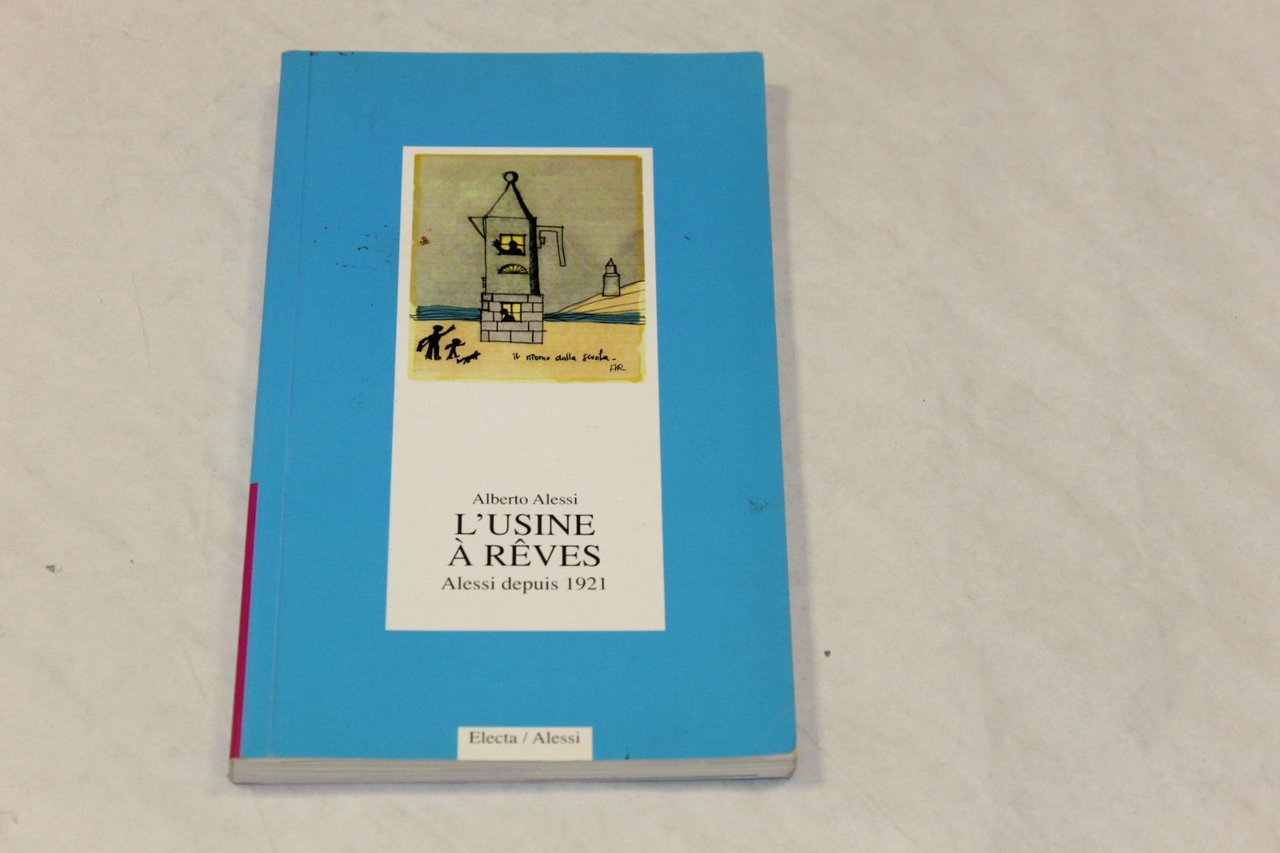 il ritorno dalla scuola -
AR
Alberto Alessi
L'USINE
À RÊVES
Alessi depuis 1921
Electa / Alessi